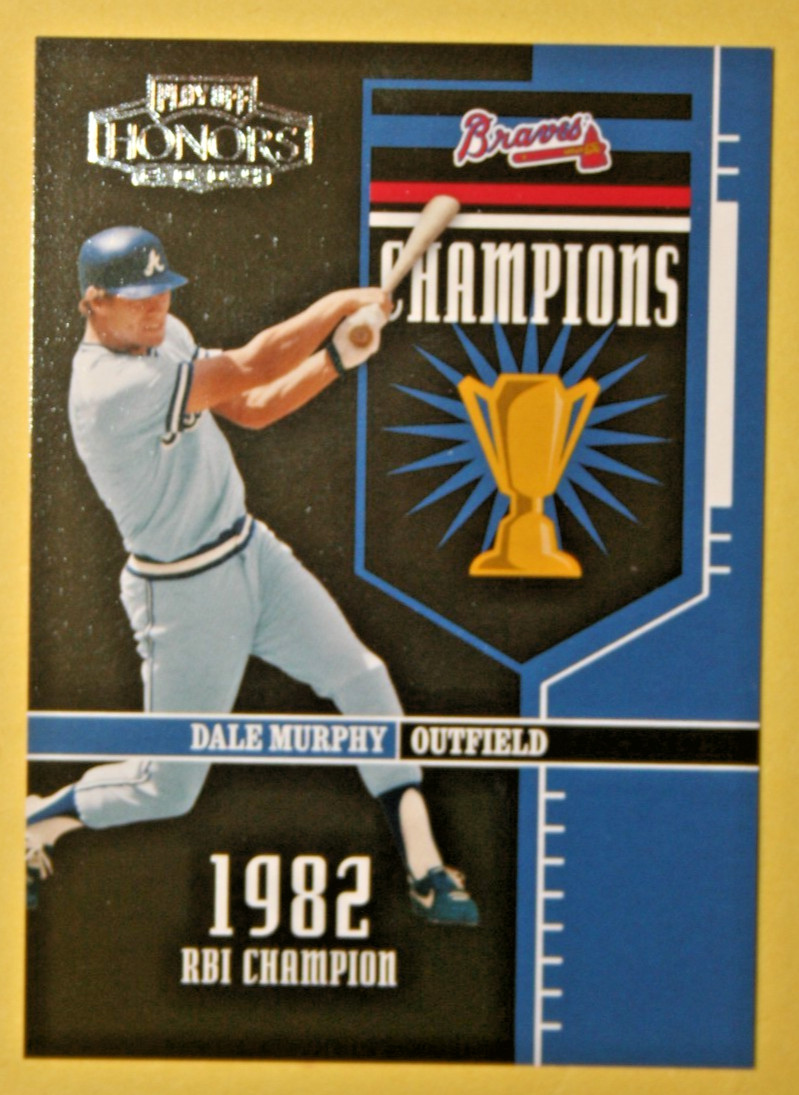 PLAYOFF
HONORS
Braves
A
CHAMPIONS
DALE MURPHY OUTFIELD
1982
RBI CHAMPION